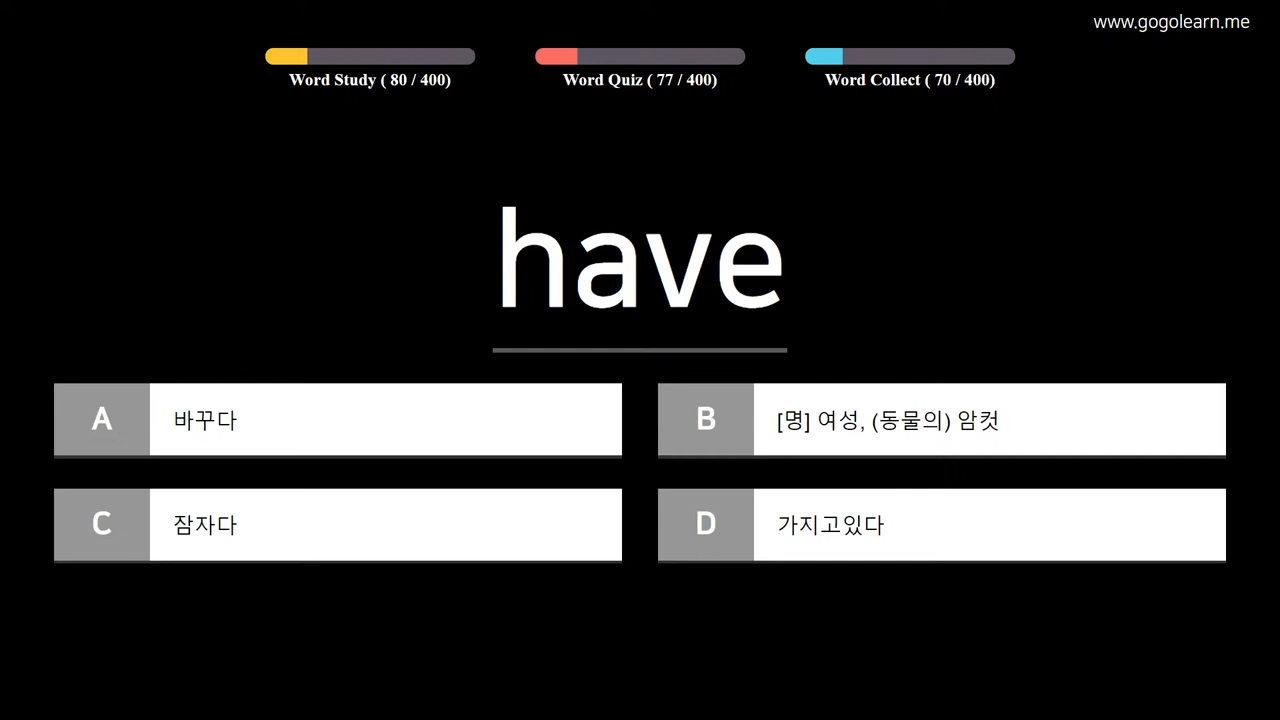 www.gogolearn.me
Word Study ( 80 / 400)
Word Quiz ( 77 / 400)
Word Collect ( 70 / 400)
have
A 바꾸다
B [명] 여성, (동물의) 암컷
C 잠자다
D 가지고있다